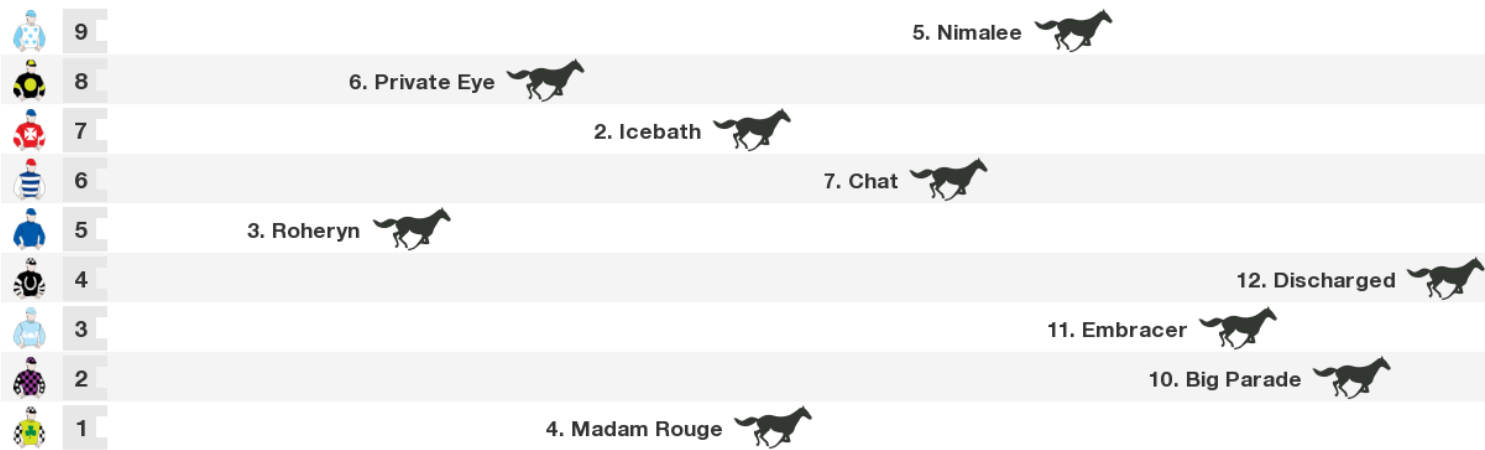 9 5. Nimalee
8 6. Private Eye
7 2. Icebath
6 7. Chat
5 3. Roheryn
4 12. Discharged
3 11. Embracer
2 10. Big Parade
1 4. Madam Rouge